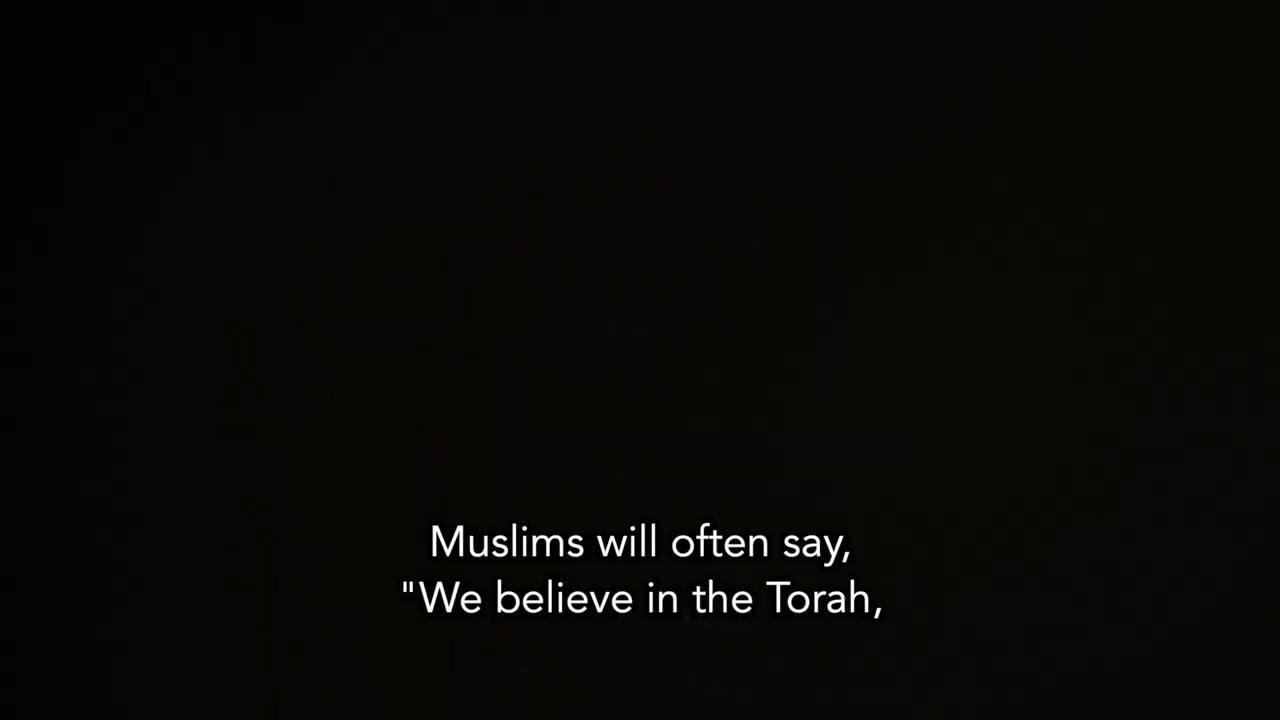 Muslims will often say,
"We believe in the Torah,